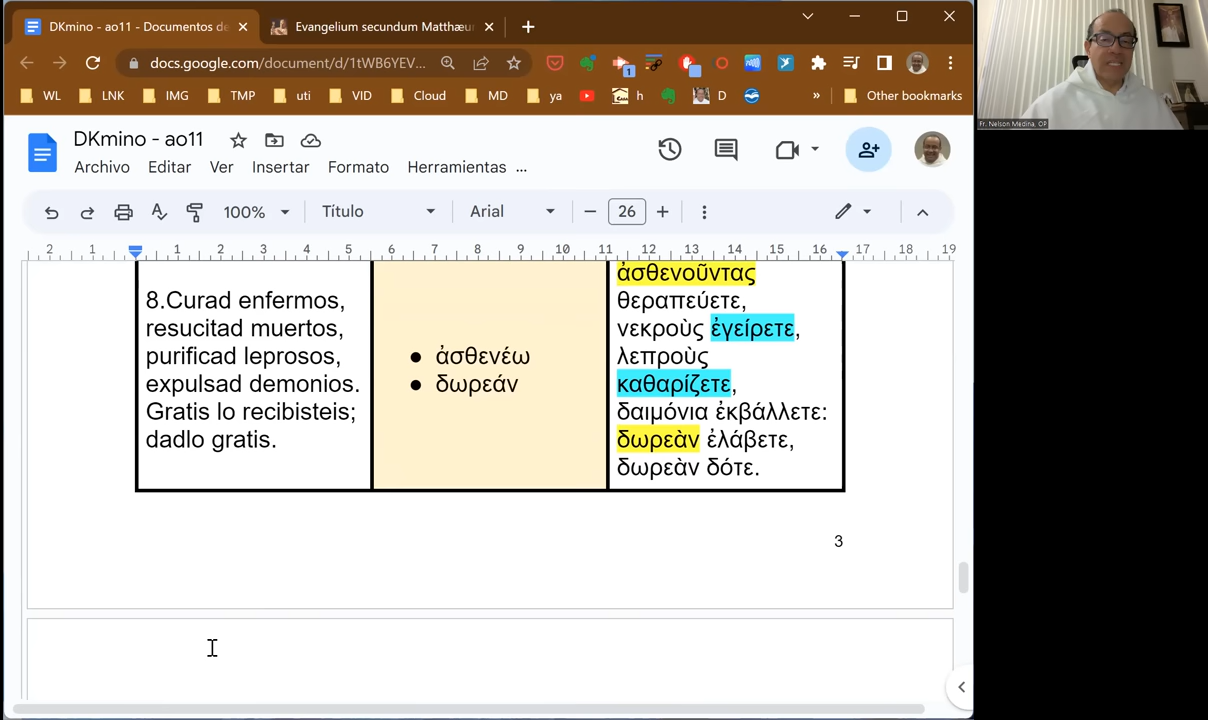 DKmino - ao11 - Documentos de
Evangelium secundum Matthæu
docs.google.com/document/d/1tWB6YEV...
WL
LNK
IMG
TMP
uti
VID
Cloud
MD
ya
h
D
»
Other bookmarks
Fr. Nelson Medina, OP
DKmino - ao11
Archivo Editar Ver Insertar Formato Herramientas ...
100% Título Arial − 26 +
2 1 1 2 3 4 5 6 7 8 9 10 11 12 13 14 15 16 17 18 19
8.Curad enfermos,
resucitad muertos,
purificad leprosos,
expulsad demonios.
Gratis lo recibisteis;
dadlo gratis.
● ἀσθενέω
● δωρεάν
ἀσθενοῦντας
θεραπεύετε,
νεκροὺς ἐγείρετε,
λεπροὺς
καθαρίζετε,
δαιμόνια ἐκβάλλετε:
δωρεὰν ἐλάβετε,
δωρεὰν δότε.
3